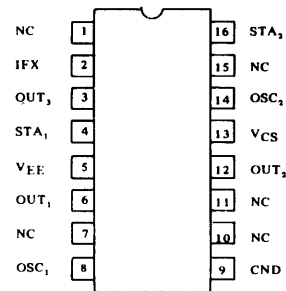 NC 1 16 STA₂
IFX 2 15 NC
OUT₃ 3 14 OSC₂
STA₁ 4 13 VCS
VEE 5 12 OUT₂
OUT₁ 6 11 NC
NC 7 10 NC
OSC₁ 8 9 CND